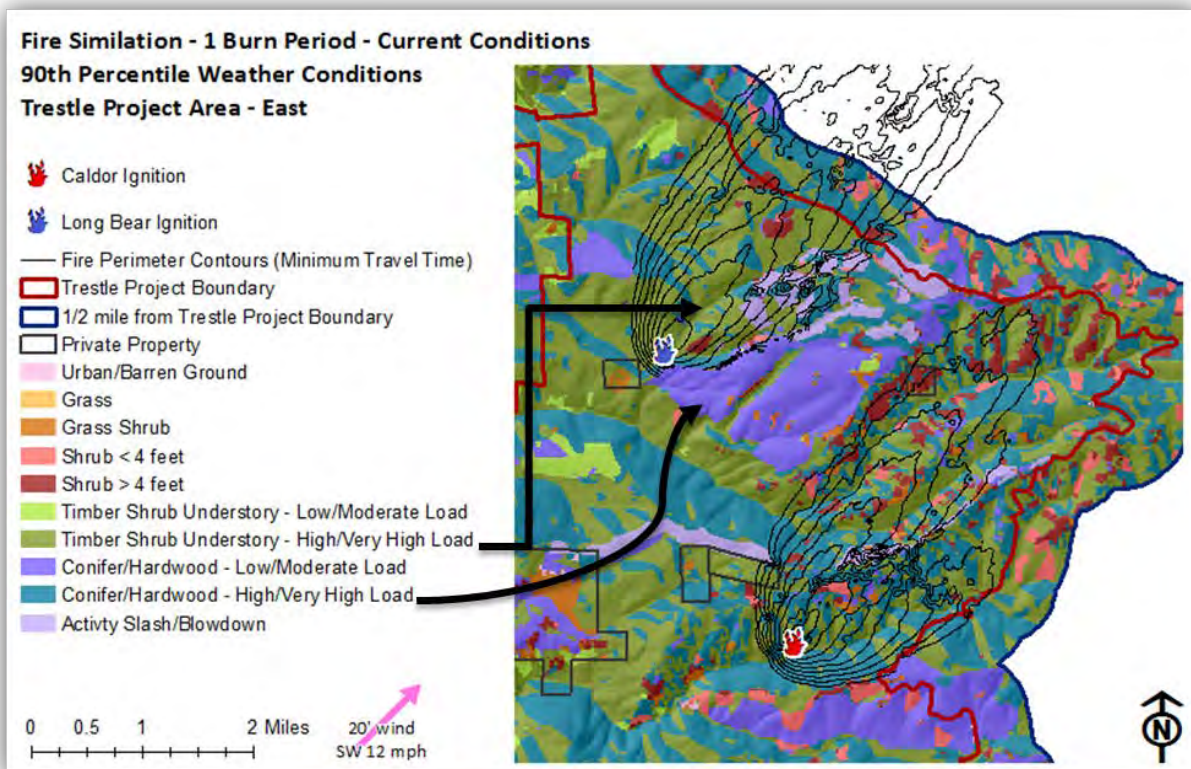 Fire Similation - 1 Burn Period - Current Conditions
90th Percentile Weather Conditions
Trestle Project Area - East
Caldor Ignition
Long Bear Ignition
Fire Perimeter Contours (Minimum Travel Time)
Trestle Project Boundary
1/2 mile from Trestle Project Boundary
Private Property
Urban/Barren Ground
Grass
Grass Shrub
Shrub < 4 feet
Shrub > 4 feet
Timber Shrub Understory - Low/Moderate Load
Timber Shrub Understory - High/Very High Load
Conifer/Hardwood - Low/Moderate Load
Conifer/Hardwood - High/Very High Load
Activty Slash/Blowdown
0 0.5 1 2 Miles
20' wind
SW 12 mph
N